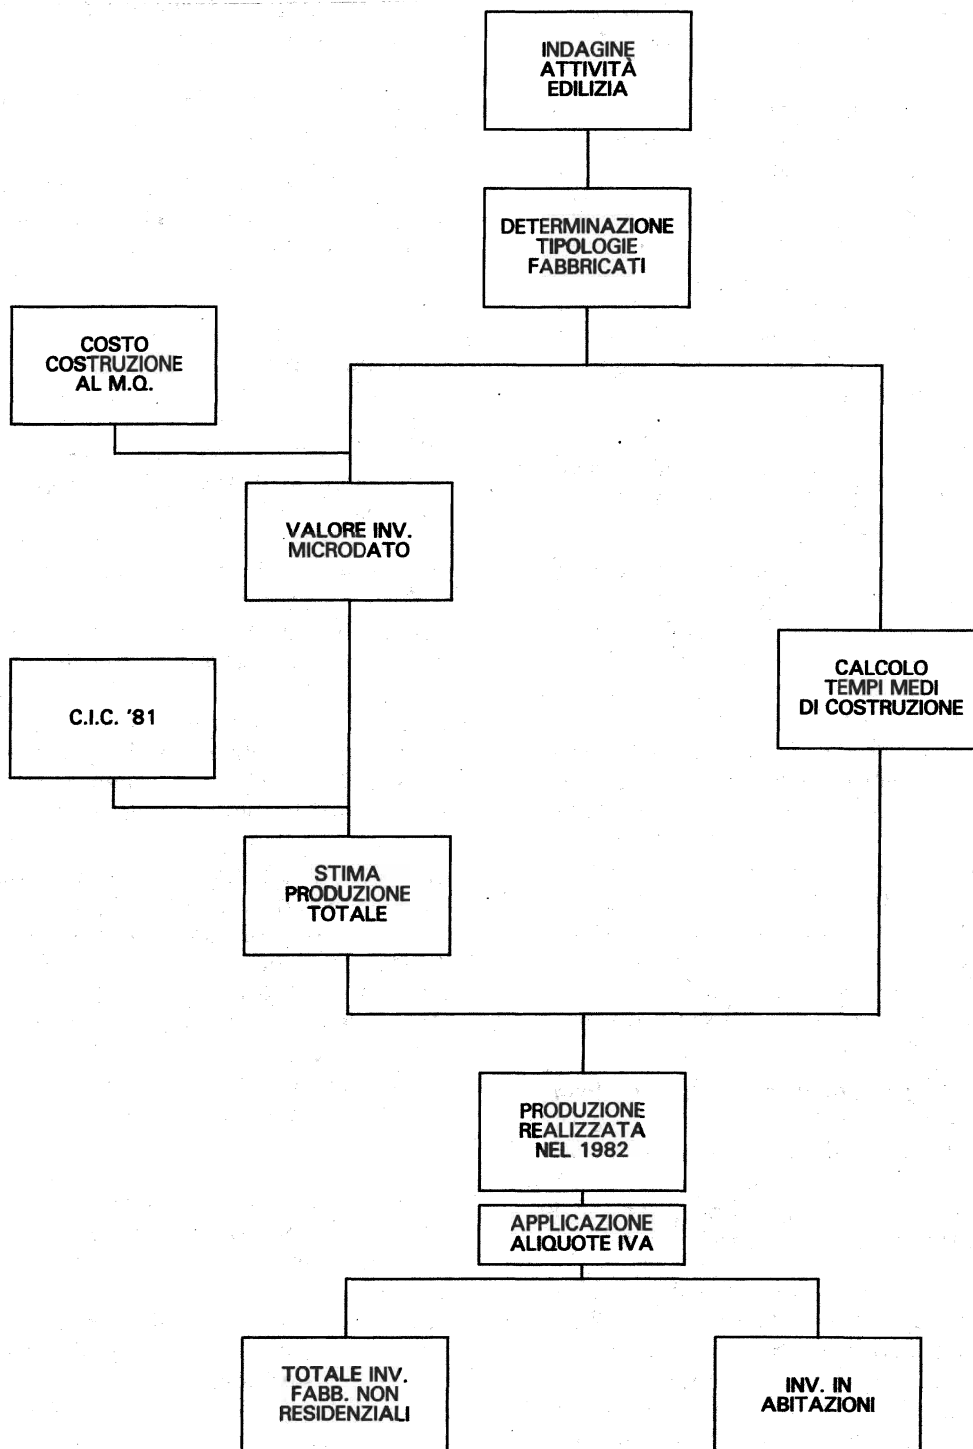 INDAGINE
ATTIVITÀ
EDILIZIA
DETERMINAZIONE
TIPOLOGIE
FABBRICATI
COSTO
COSTRUZIONE
AL M.Q.
VALORE INV.
MICRODATO
CALCOLO
TEMPI MEDI
DI COSTRUZIONE
C.I.C. '81
STIMA
PRODUZIONE
TOTALE
PRODUZIONE
REALIZZATA
NEL 1982
APPLICAZIONE
ALIQUOTE IVA
TOTALE INV.
FABB. NON
RESIDENZIALI
INV. IN
ABITAZIONI